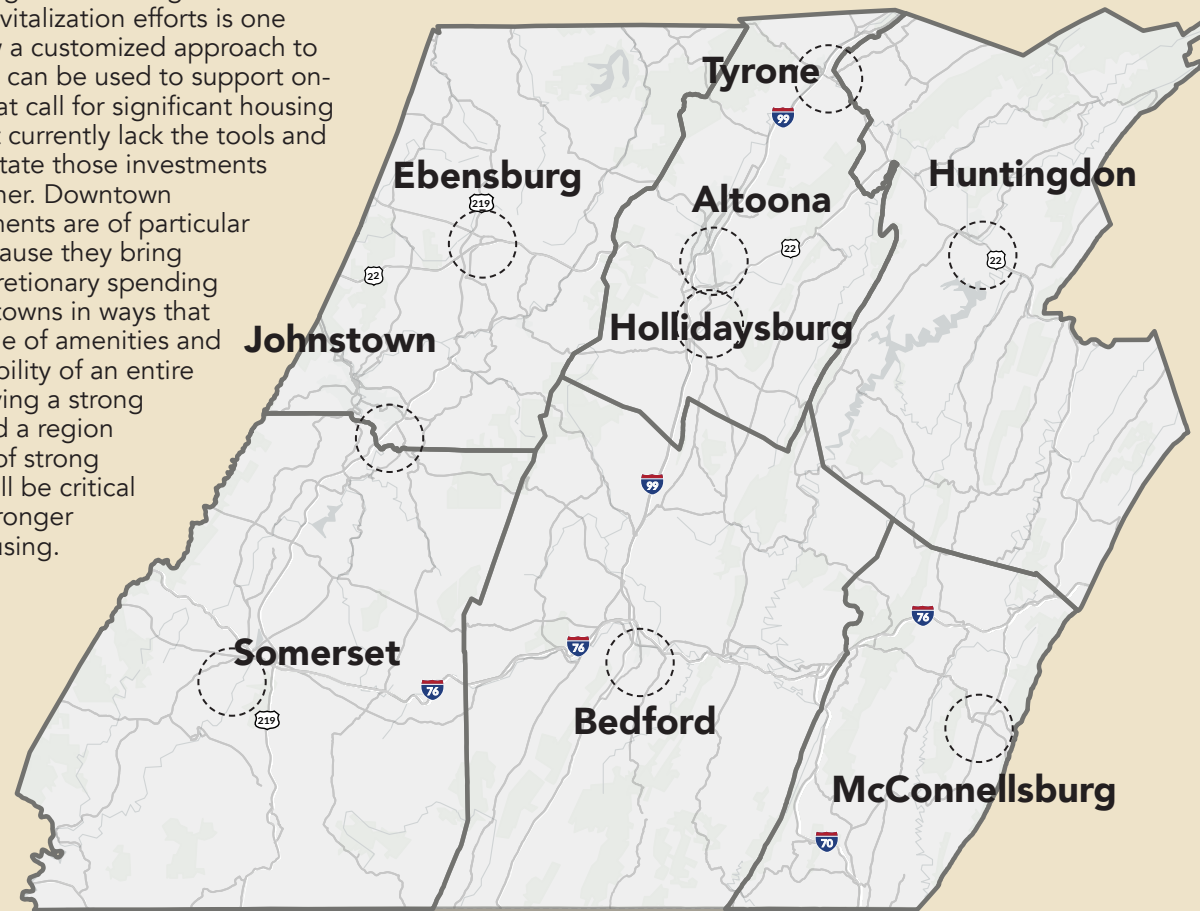 vitalization efforts is one
a customized approach to
can be used to support on-
at call for significant housing
currently lack the tools and
tate those investments
ner. Downtown
nents are of particular
ause they bring
retionary spending
towns in ways that
e of amenities and
bility of an entire
ving a strong
d a region
of strong
ll be critical
ronger
using.
Tyrone
99
Ebensburg
219
Huntingdon
Altoona
22
22
22
Hollidaysburg
Johnstown
99
76
76
Somerset
76
219
Bedford
McConnellsburg
70